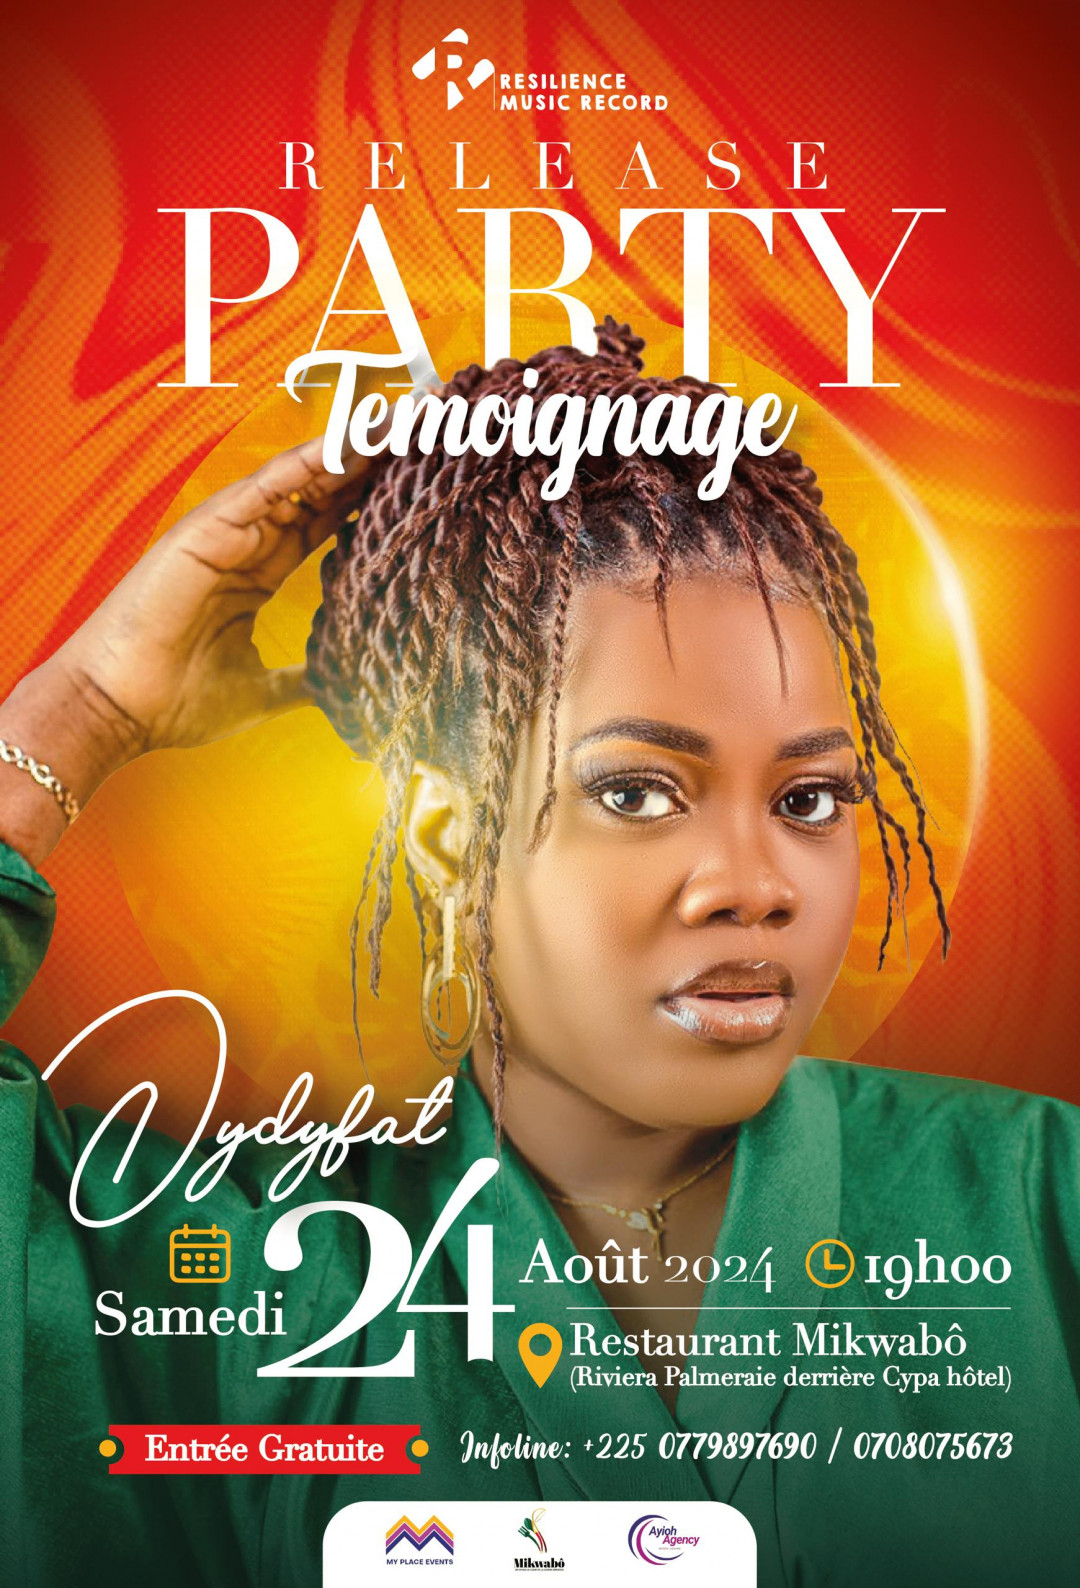 RESILIENCE
MUSIC RECORD
RELEASE
PARTY
Temoignage
Dydyfat
Samedi 24 Août 2024 19h00
Restaurant Mikwabô
(Riviera Palmeraie derrière Cypa hôtel)
Entrée Gratuite
Infoline: +225 0779897690 / 0708075673
MY PLACE EVENTS
Mikwabô
Ayioh
Agency